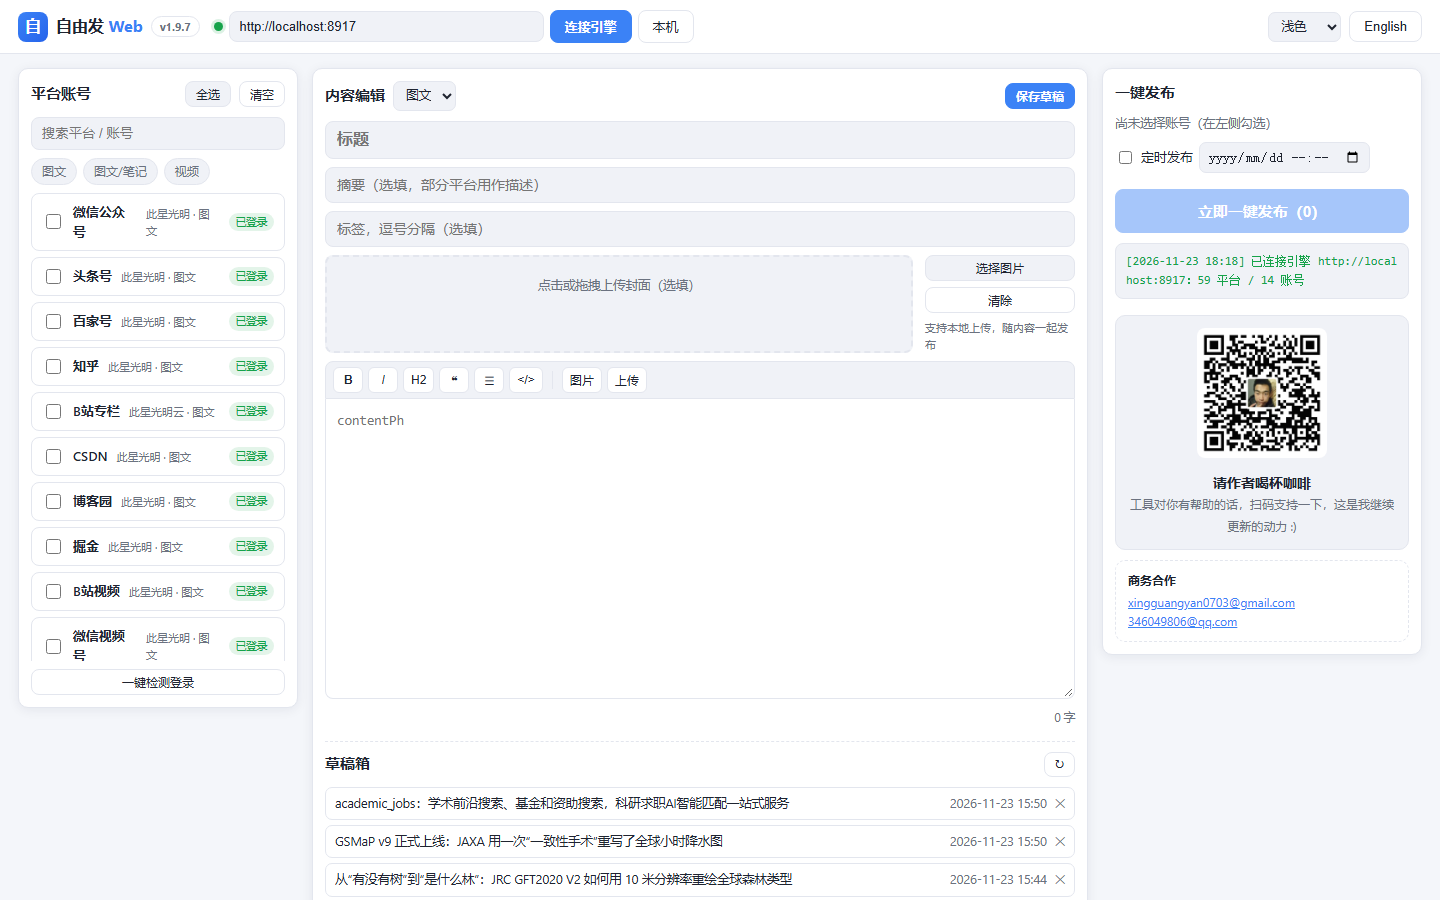 自 自由发 Web v1.9.7 http://localhost:8917 连接引擎 本机 浅色 English
平台账号 全选 清空
搜索平台 / 账号
图文 图文/笔记 视频
微信公众号 此星光明 · 图文 已登录
头条号 此星光明 · 图文 已登录
百家号 此星光明 · 图文 已登录
知乎 此星光明 · 图文 已登录
B站专栏 此星光明云 · 图文 已登录
CSDN 此星光明 · 图文 已登录
博客园 此星光明 · 图文 已登录
掘金 此星光明 · 图文 已登录
B站视频 此星光明 · 图文 已登录
微信视频号 此星光明 · 图文 已登录
一键检测登录
内容编辑 图文 保存草稿
标题
摘要（选填，部分平台用作描述）
标签，逗号分隔（选填）
点击或拖拽上传封面（选填）
选择图片
清除
支持本地上传，随内容一起发布
B I H2 ❝ ☰ </> 图片 上传
contentPh
0 字
草稿箱 ↻
academic_jobs：学术前沿搜索、基金和资助搜索，科研求职AI智能匹配一站式服务 2026-11-23 15:50 ×
GSMaP v9 正式上线：JAXA 用一次“一致性手术”重写了全球小时降水图 2026-11-23 15:50 ×
从“有没有树”到“是什么林”：JRC GFT2020 V2 如何用 10 米分辨率重绘全球森林类型 2026-11-23 15:44 ×
一键发布
尚未选择账号（在左侧勾选）
定时发布 yyyy/mm/dd --:--
立即一键发布（0）
[2026-11-23 18:18] 已连接引擎 http://local
host:8917: 59 平台 / 14 账号
请作者喝杯咖啡
工具对你有帮助的话，扫码支持一下，这是我继续
更新的动力 :)
商务合作
xingguangyan0703@gmail.com
346049806@qq.com